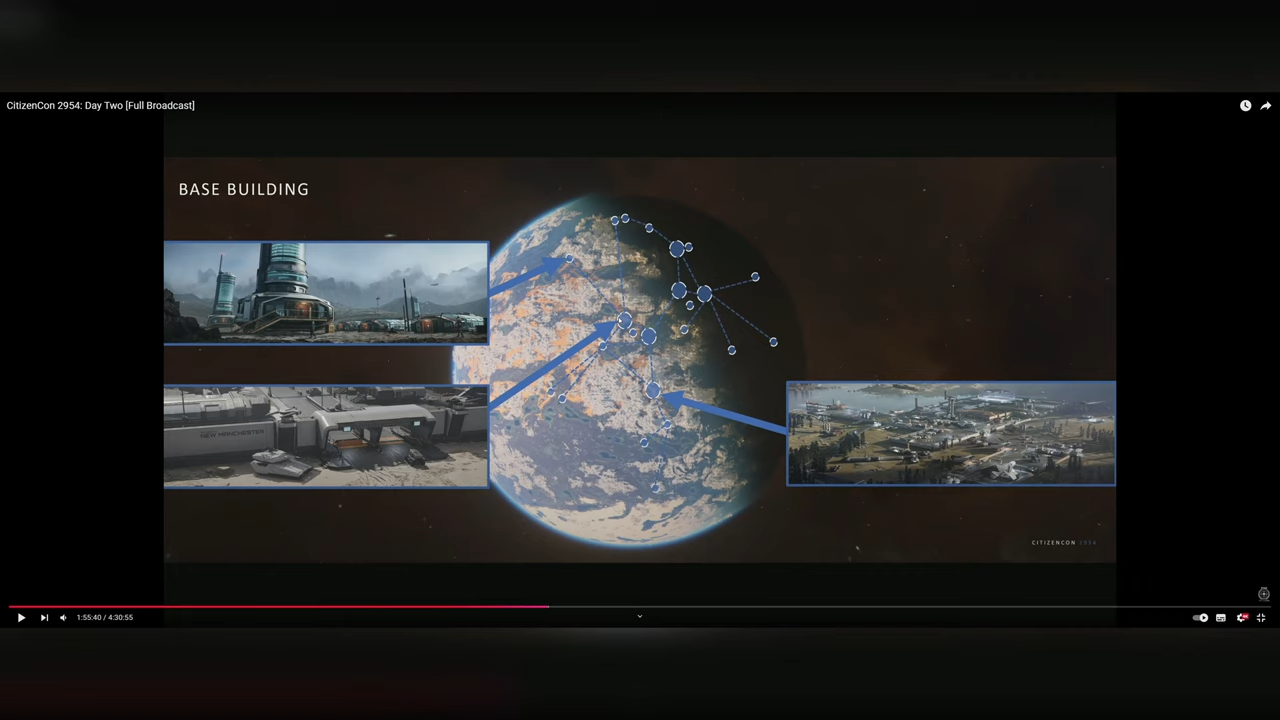 CitizenCon 2954: Day Two [Full Broadcast]
BASE BUILDING
NEW MANCHESTER
CITIZENCON 2954
1:55:40 / 4:30:55